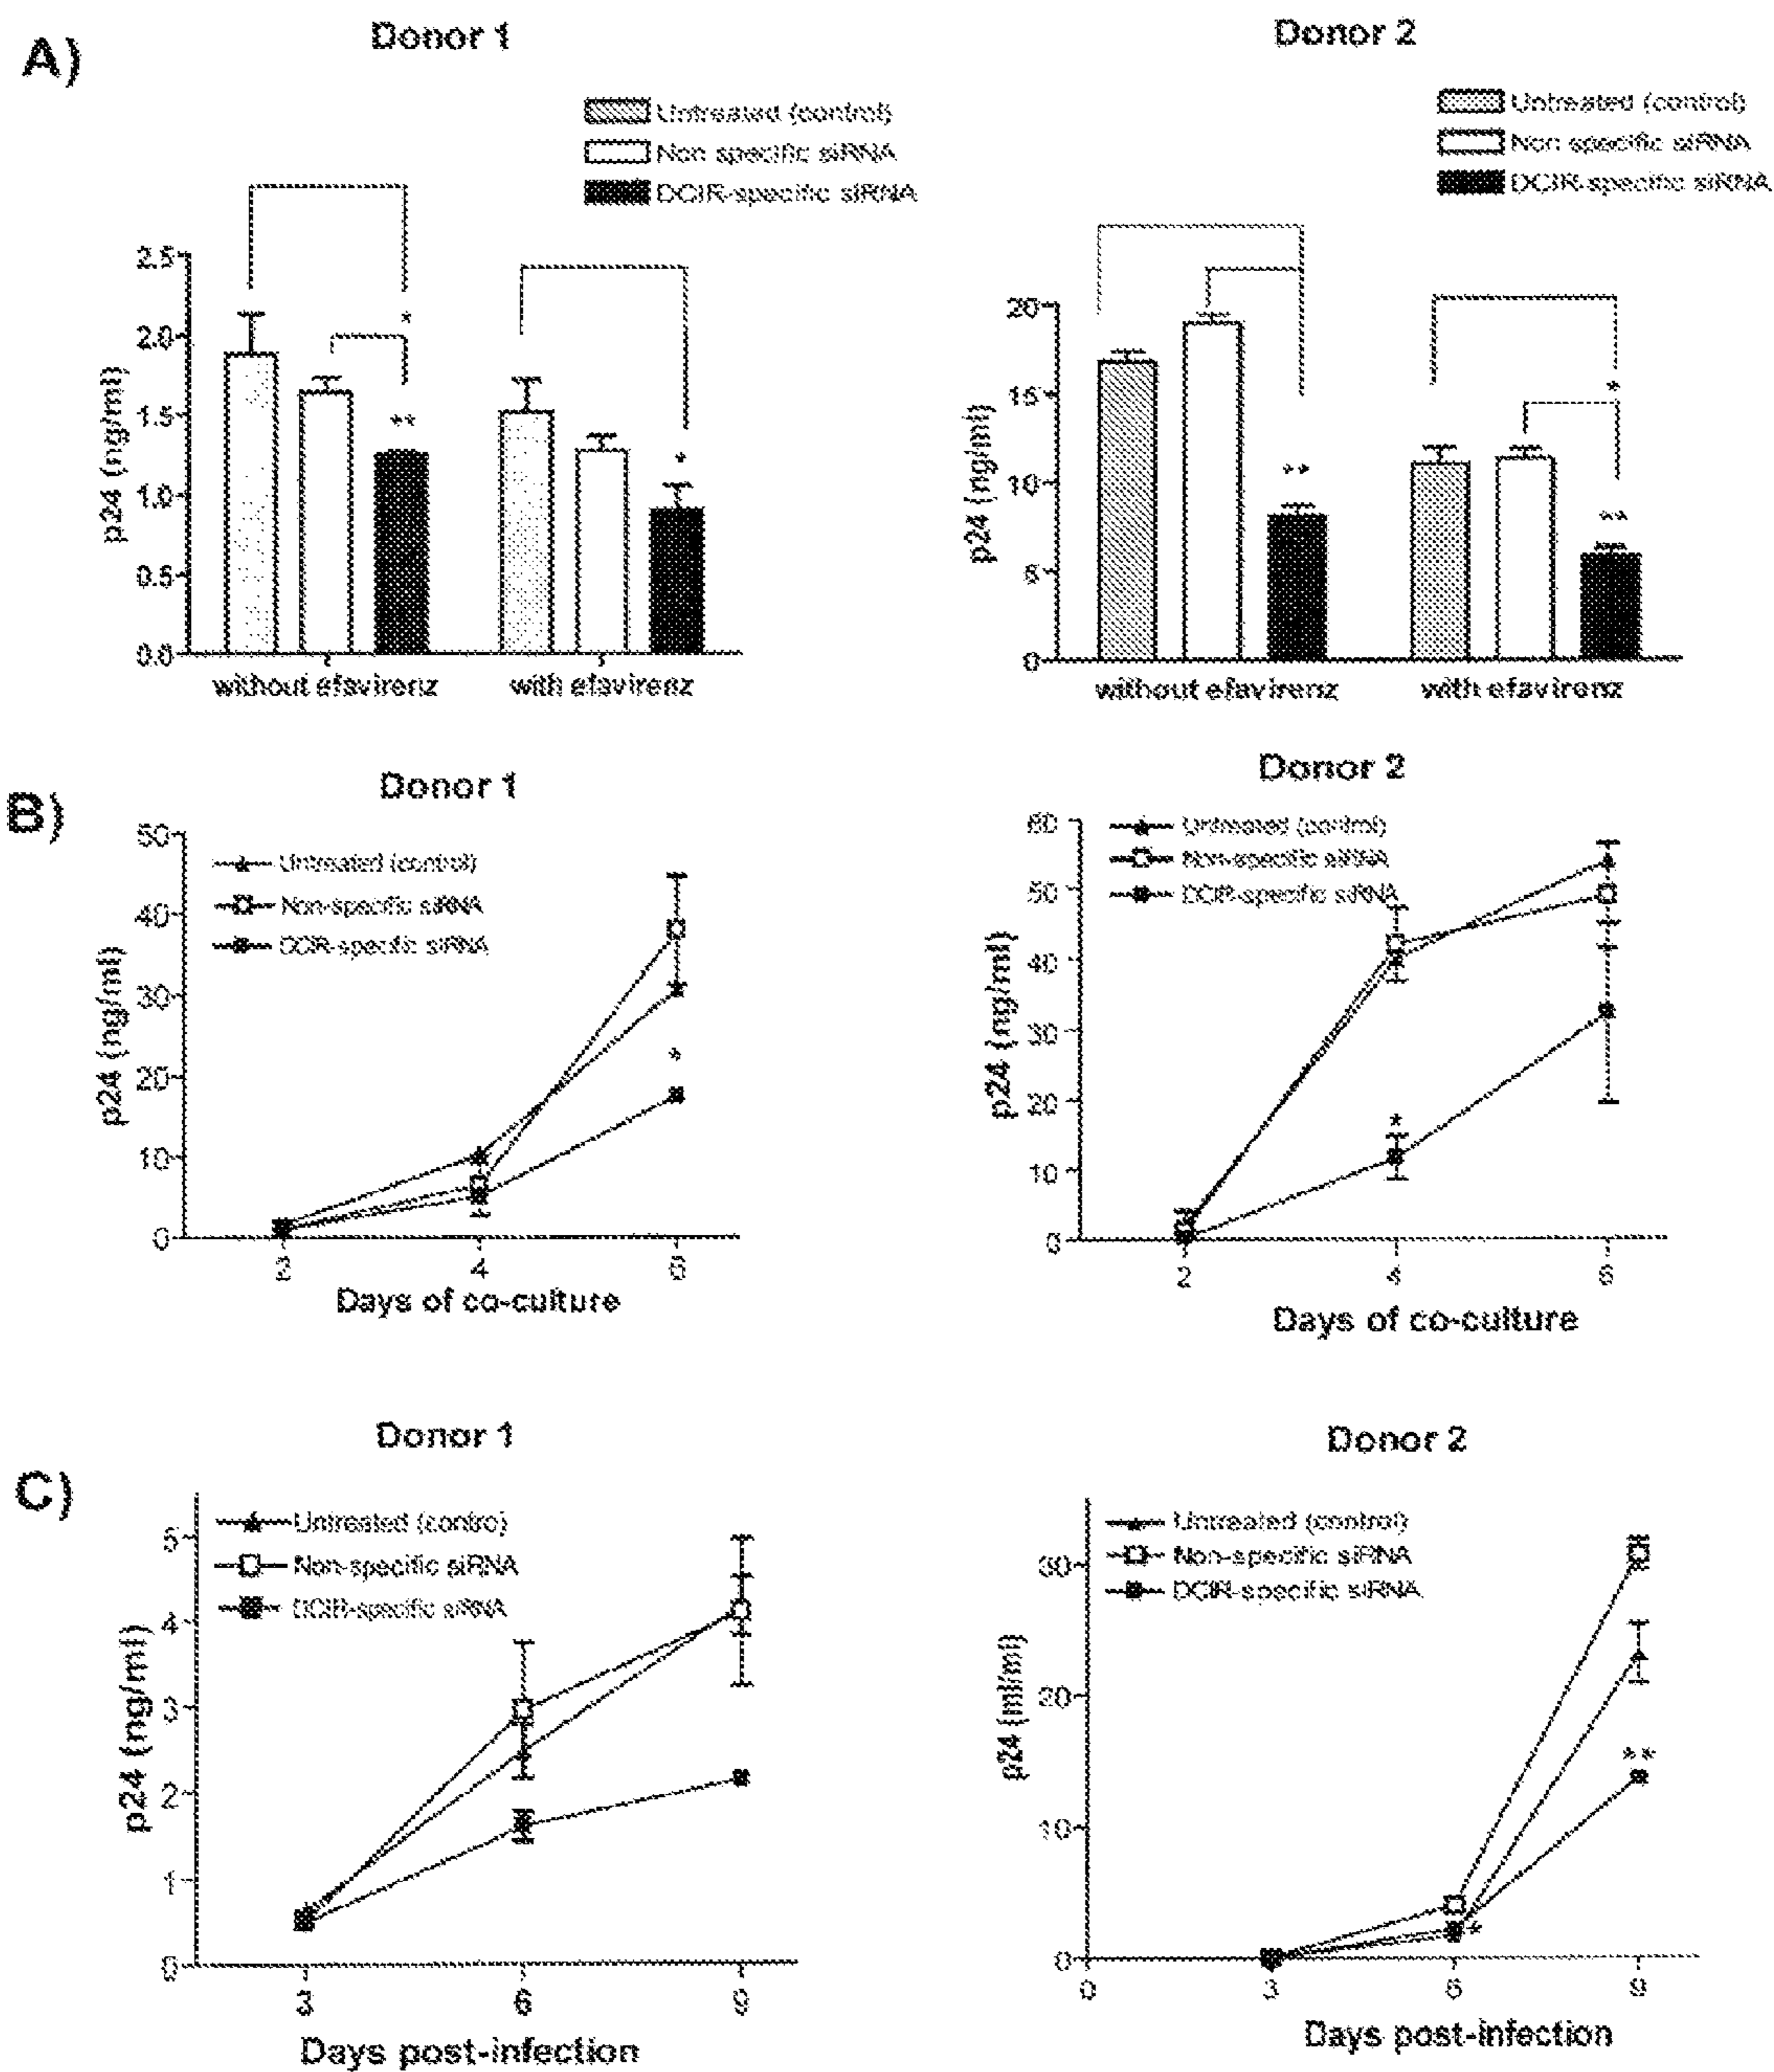 A)
Donor 1
Untreated (control)
Non specific siRNA
DCIR-specific siRNA
p24 (ng/ml)
2.5
2.0
1.5
1.0
0.5
0.0
*
**
*
without efavirenz
with efavirenz
Donor 2
Untreated (control)
Non specific siRNA
DCIR-specific siRNA
p24 (ng/ml)
20
15
10
5
0
**
*
**
without efavirenz
with efavirenz
B)
Donor 1
Untreated (control)
Non-specific siRNA
DCIR-specific siRNA
p24 (ng/ml)
50
40
30
20
10
0
*
2
4
6
Days of co-culture
Donor 2
Untreated (control)
Non-specific siRNA
DCIR-specific siRNA
p24 (ng/ml)
60
50
40
30
20
10
0
*
2
4
6
Days of co-culture
C)
Donor 1
Untreated (control)
Non-specific siRNA
DCIR-specific siRNA
p24 (ng/ml)
5
4
3
2
1
0
3
6
9
Days post-infection
Donor 2
Untreated (control)
Non-specific siRNA
DCIR-specific siRNA
p24 (ml/ml)
30
20
10
0
*
**
0
3
6
9
Days post-infection